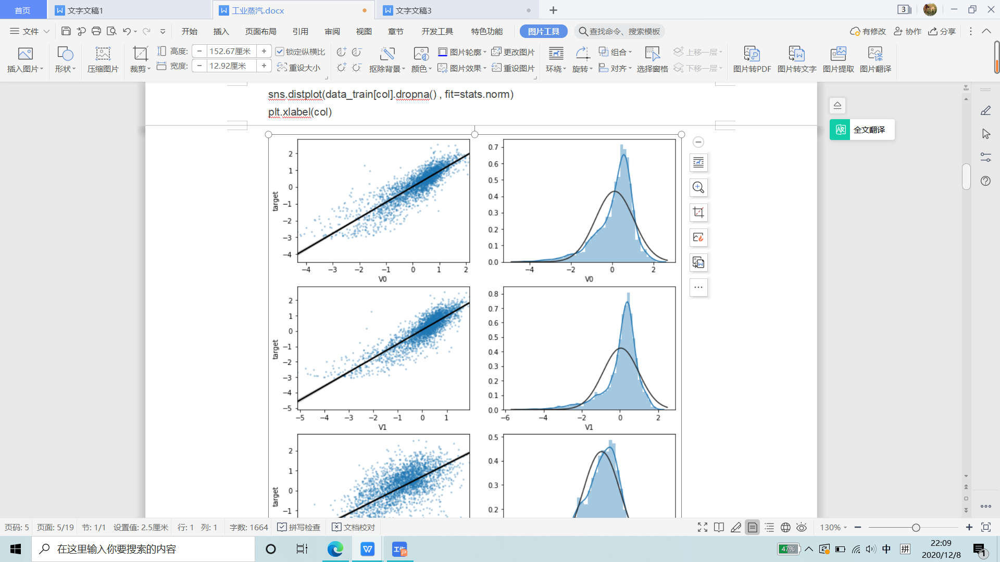 首页 文字文稿1 工业蒸汽.docx 文字文稿3 3
文件 开始 插入 页面布局 引用 审阅 视图 章节 开发工具 特色功能 图片工具 查找命令、搜索模板 有修改 协作 分享
高度: 152.67厘米 锁定纵横比 图片轮廓 更改图片 组合 上移一层
插入图片 形状 压缩图片 裁剪 宽度: 12.92厘米 重设大小 抠除背景 颜色 图片效果 重设图片 环绕 旋转 对齐 选择窗格 下移一层 图片转PDF 图片转文字 图片提取 图片翻译
sns.distplot(data_train[col].dropna() , fit=stats.norm)
plt.xlabel(col)
全文翻译
target
2
1
0
−1
−2
−3
−4
−4 −3 −2 −1 0 1 2
V0
0.7
0.6
0.5
0.4
0.3
0.2
0.1
0.0
−4 −2 0 2
V0
target
2
1
0
−1
−2
−3
−4
−5
−5 −4 −3 −2 −1 0 1
V1
0.8
0.7
0.6
0.5
0.4
0.3
0.2
0.1
0.0
−6 −4 −2 0 2
V1
target
2
1
0
−1
0.5
0.4
0.3
0.2
页码: 5 页面: 5/19 节: 1/1 设置值: 2.5厘米 行: 1 列: 1 字数: 1664 拼写检查 文档校对 130%
在这里输入你要搜索的内容 47% 中 拼 22:09
2020/12/8 1